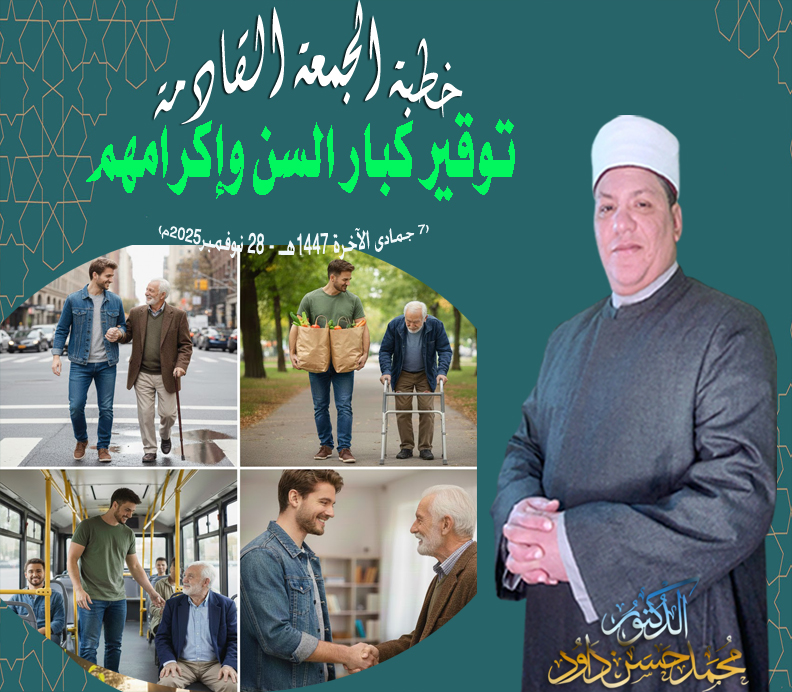 خطبة الجمعة القادمة
توقير كبار السن وإكرامهم
(7 جمادى الآخرة 1447هـ - 28 نوفمبر2025م)
الدكتور
محمد حسن داود